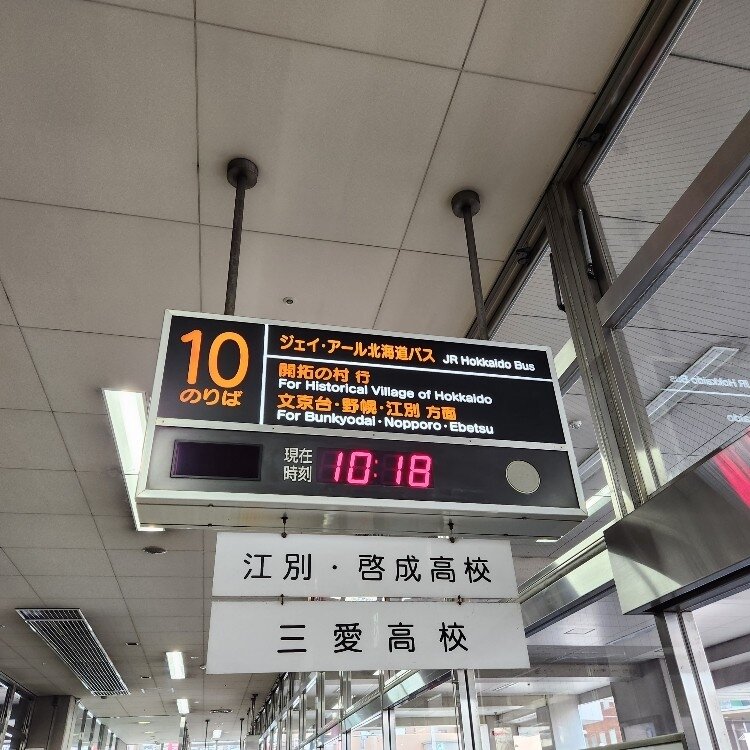 10
のりば
ジェイ・アール北海道バス JR Hokkaido Bus
開拓の村 行
For Historical Village of Hokkaido
文京台・野幌・江別 方面
For Bunkyodai・Nopporo・Ebetsu
現在
時刻
10:18
江別・啓成高校
三愛高校